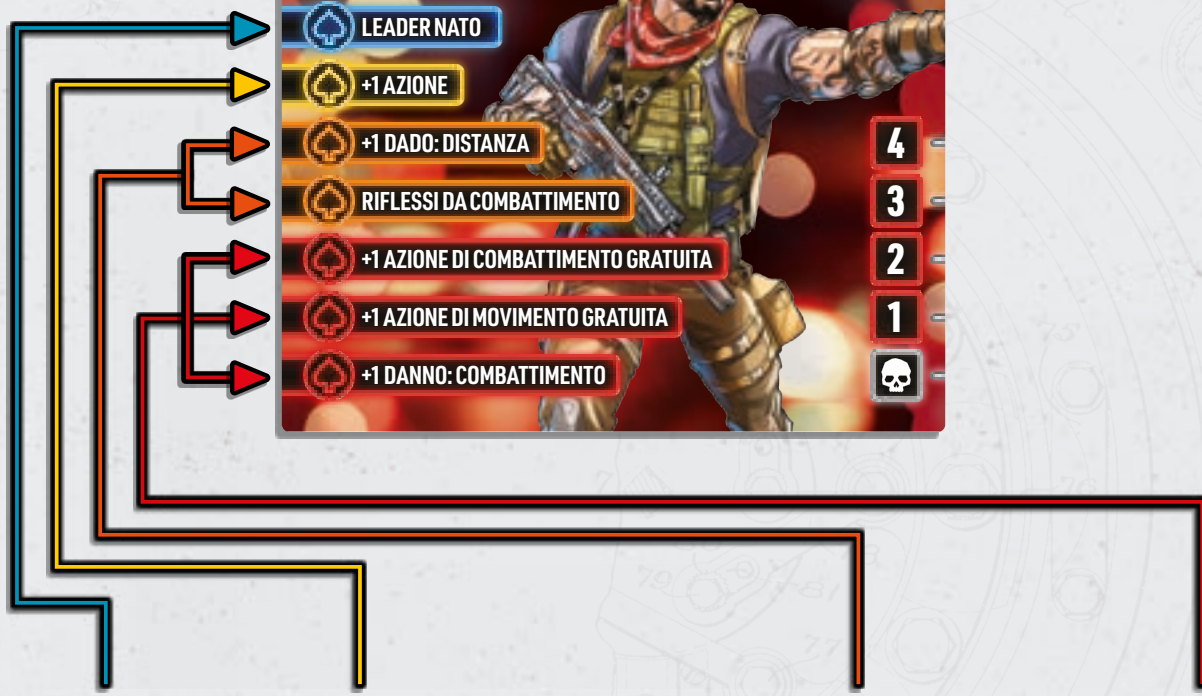 LEADER NATO
+1 AZIONE
+1 DADO: DISTANZA
RIFLESSI DA COMBATTIMENTO
+1 AZIONE DI COMBATTIMENTO GRATUITA
+1 AZIONE DI MOVIMENTO GRATUITA
+1 DANNO: COMBATTIMENTO
4
3
2
1